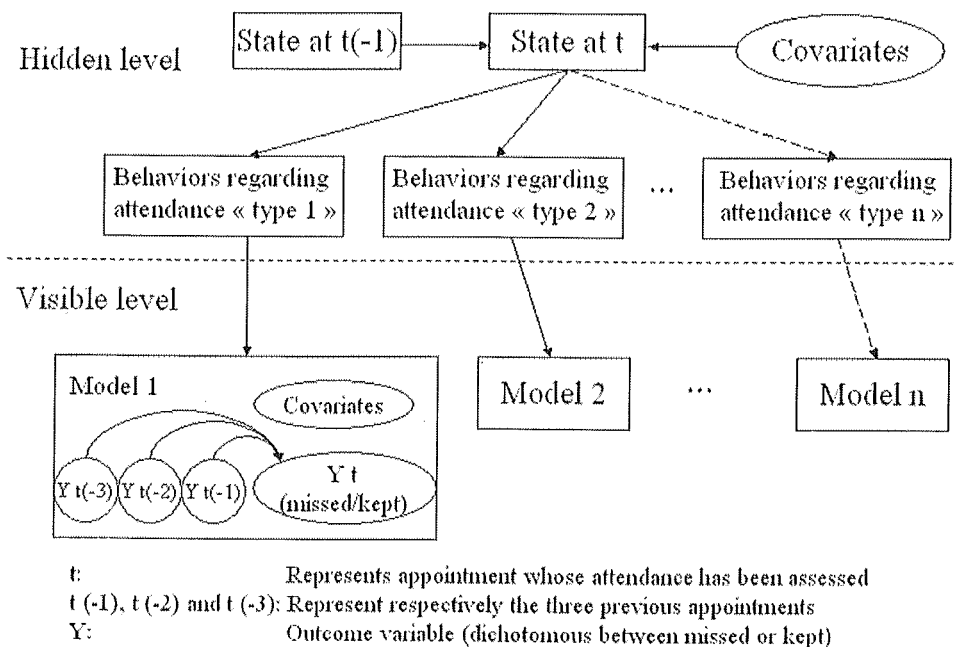 Hidden level
State at t(-1)
State at t
Covariates
Behaviors regarding
attendance « type 1 »
Behaviors regarding
attendance « type 2 »
...
Behaviors regarding
attendance « type n »
Visible level
Model 1
Covariates
Y t(-3)
Y t(-2)
Y t(-1)
Y t
(missed/kept)
Model 2
...
Model n
t: Represents appointment whose attendance has been assessed
t (-1), t (-2) and t (-3): Represent respectively the three previous appointments
Y: Outcome variable (dichotomous between missed or kept)